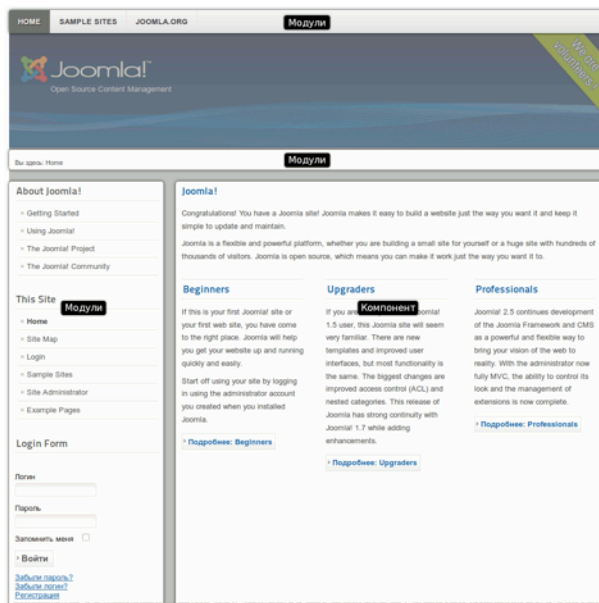 HOME SAMPLE SITES JOOMLA.ORG Модули
Joomla!™
Open Source Content Management
We are
volunteers
Вы здесь: Home Модули
About Joomla!
Getting Started
Using Joomla!
The Joomla! Project
The Joomla! Community
This Site
Модули
Home
Site Map
Login
Sample Sites
Site Administrator
Example Pages
Login Form
Логин
Пароль
Запомнить меня
Войти
Забыли пароль?
Забыли логин?
Регистрация
Joomla!
Congratulations! You have a Joomla site! Joomla makes it easy to build a website just the way you want it and keep it
simple to update and maintain.
Joomla is a flexible and powerful platform, whether you are building a small site for yourself or a huge site with hundreds of
thousands of visitors. Joomla is open source, which means you can make it work just the way you want it to.
Beginners
If this is your first Joomla! site or
your first web site, you have come
to the right place. Joomla will help
you get your website up and running
quickly and easily.
Start off using your site by logging
in using the administrator account
you created when you installed
Joomla.
Подробнее: Beginners
Upgraders
Компонент
If you are Joomla!
1.5 user, this Joomla site will seem
very familiar. There are new
templates and improved user
interfaces, but most functionality is
the same. The biggest changes are
improved access control (ACL) and
nested categories. This release of
Joomla has strong continuity with
Joomla! 1.7 while adding
enhancements.
Подробнее: Upgraders
Professionals
Joomla! 2.5 continues development
of the Joomla Framework and CMS
as a powerful and flexible way to
bring your vision of the web to
reality. With the administrator now
fully MVC, the ability to control its
look and the management of
extensions is now complete.
Подробнее: Professionals